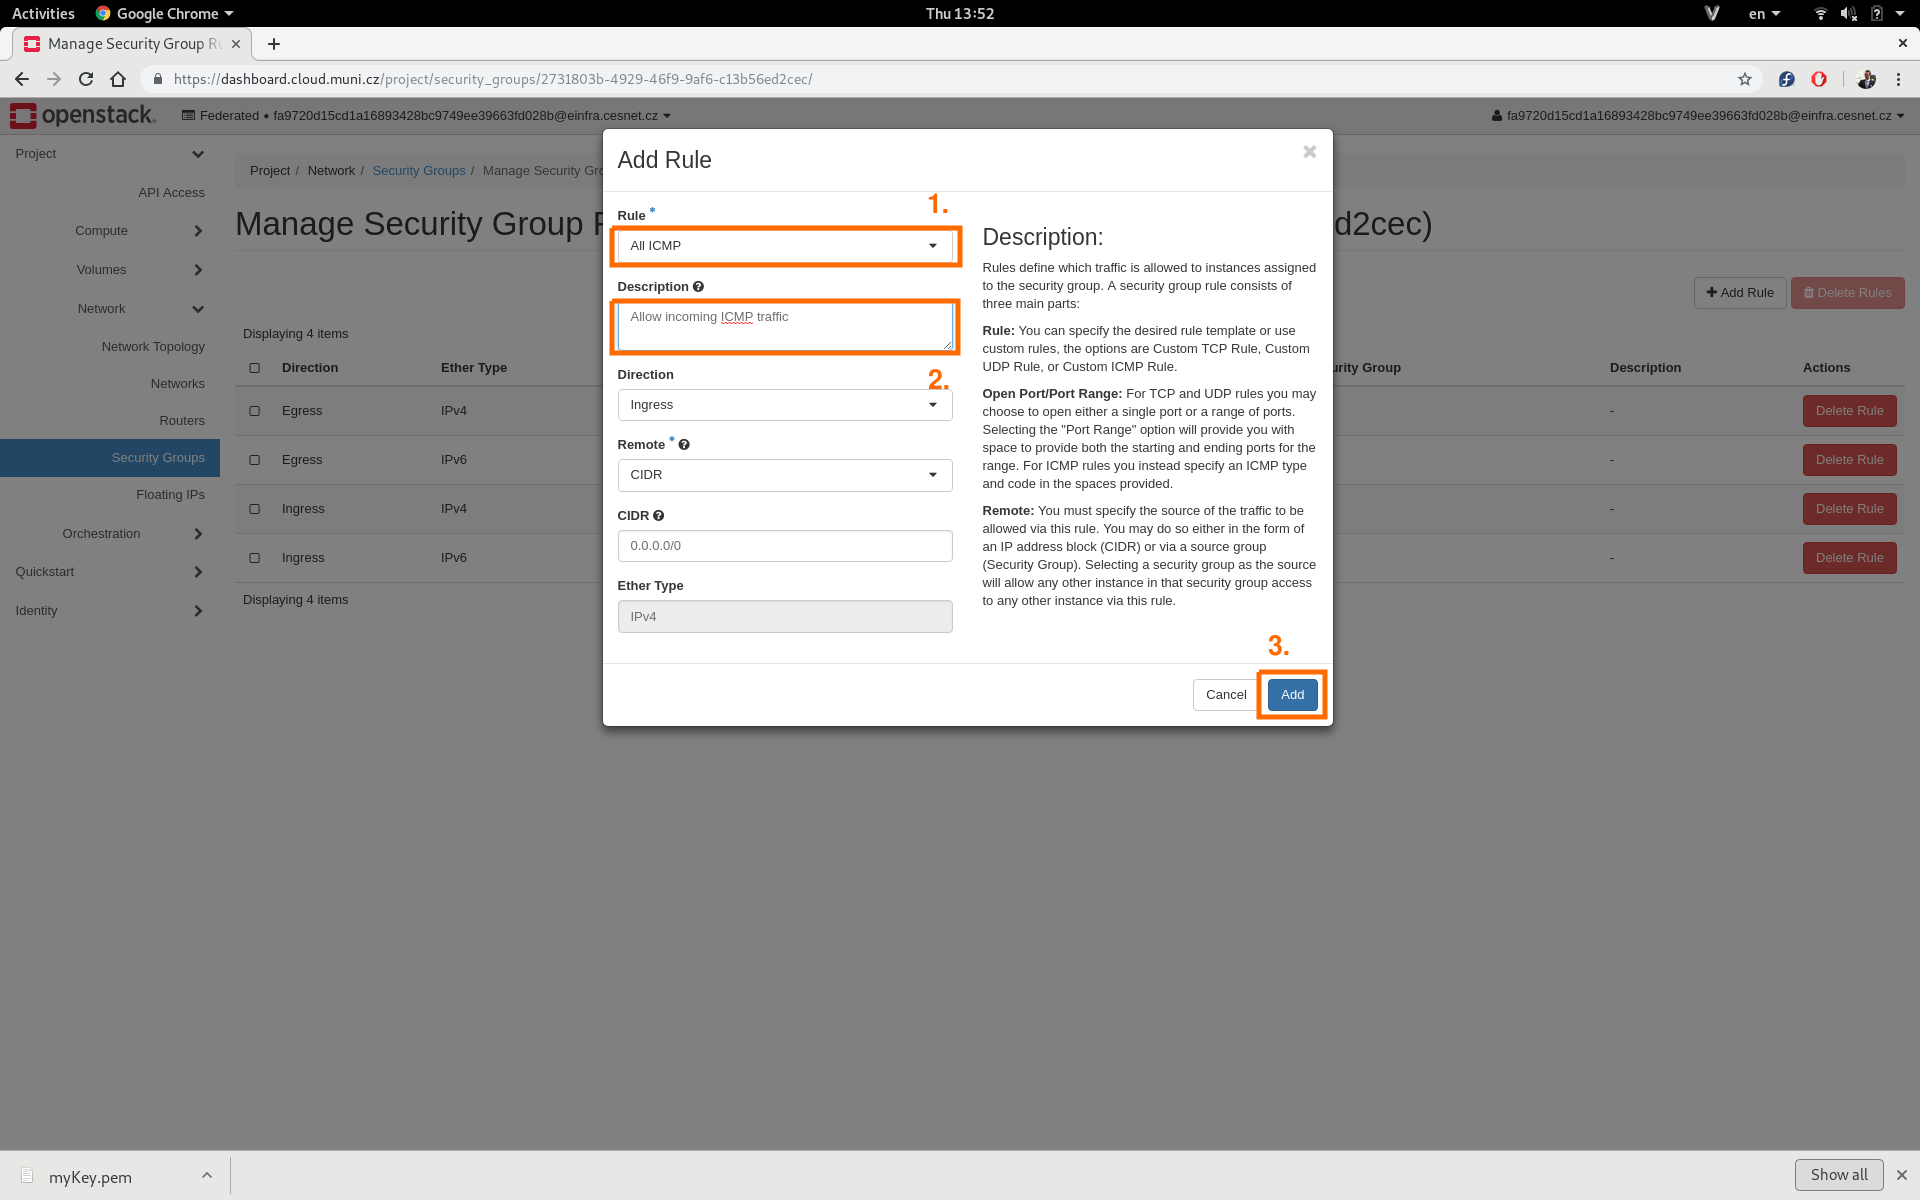 Activities Google Chrome Thu 13:52 en
Manage Security Group Ru
https://dashboard.cloud.muni.cz/project/security_groups/2731803b-4929-46f9-9af6-c13b56ed2cec/
openstack. Federated • fa9720d15cd1a16893428bc9749ee39663fd028b@einfra.cesnet.cz fa9720d15cd1a16893428bc9749ee39663fd028b@einfra.cesnet.cz
Project
API Access
Compute
Volumes
Network
Network Topology
Networks
Routers
Security Groups
Floating IPs
Orchestration
Quickstart
Identity
Project / Network / Security Groups / Manage Security Gro
Manage Security Group R d2cec)
+ Add Rule Delete Rules
Displaying 4 items
Direction Ether Type urity Group Description Actions
Egress IPv4 - Delete Rule
Egress IPv6 - Delete Rule
Ingress IPv4 - Delete Rule
Ingress IPv6 - Delete Rule
Displaying 4 items
Add Rule
1.
Rule *
All ICMP
Description
Allow incoming ICMP traffic
2.
Direction
Ingress
Remote *
CIDR
CIDR
0.0.0.0/0
Ether Type
IPv4
Description:
Rules define which traffic is allowed to instances assigned
to the security group. A security group rule consists of
three main parts:
Rule: You can specify the desired rule template or use
custom rules, the options are Custom TCP Rule, Custom
UDP Rule, or Custom ICMP Rule.
Open Port/Port Range: For TCP and UDP rules you may
choose to open either a single port or a range of ports.
Selecting the "Port Range" option will provide you with
space to provide both the starting and ending ports for the
range. For ICMP rules you instead specify an ICMP type
and code in the spaces provided.
Remote: You must specify the source of the traffic to be
allowed via this rule. You may do so either in the form of
an IP address block (CIDR) or via a source group
(Security Group). Selecting a security group as the source
will allow any other instance in that security group access
to any other instance via this rule.
3.
Cancel Add
myKey.pem Show all